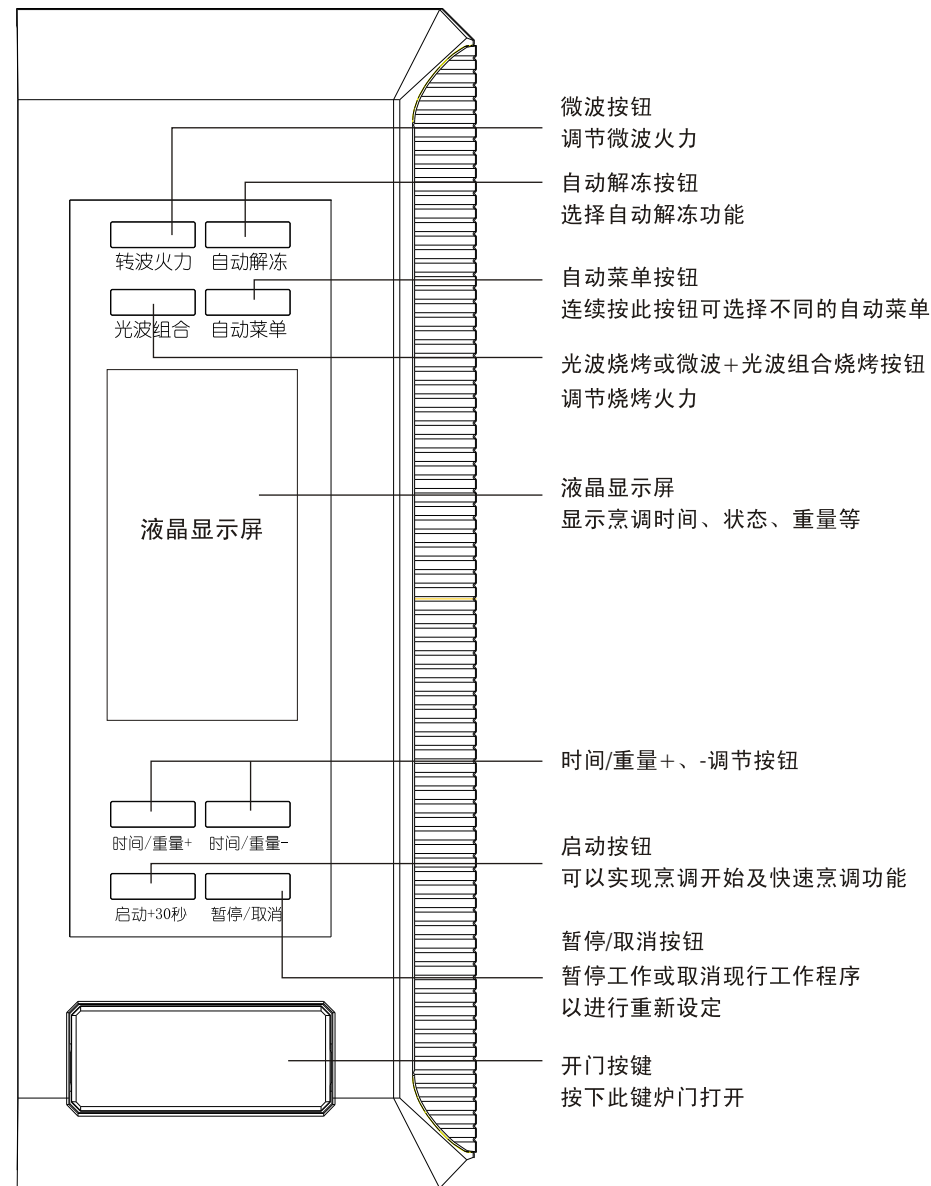 微波按钮
调节微波火力
自动解冻按钮
选择自动解冻功能
转波火力 自动解冻
自动菜单按钮
连续按此按钮可选择不同的自动菜单
光波组合 自动菜单
光波烧烤或微波+光波组合烧烤按钮
调节烧烤火力
液晶显示屏
显示烹调时间、状态、重量等
液晶显示屏
时间/重量+、-调节按钮
时间/重量+ 时间/重量-
启动按钮
可以实现烹调开始及快速烹调功能
启动+30秒 暂停/取消
暂停/取消按钮
暂停工作或取消现行工作程序
以进行重新设定
开门按键
按下此键炉门打开